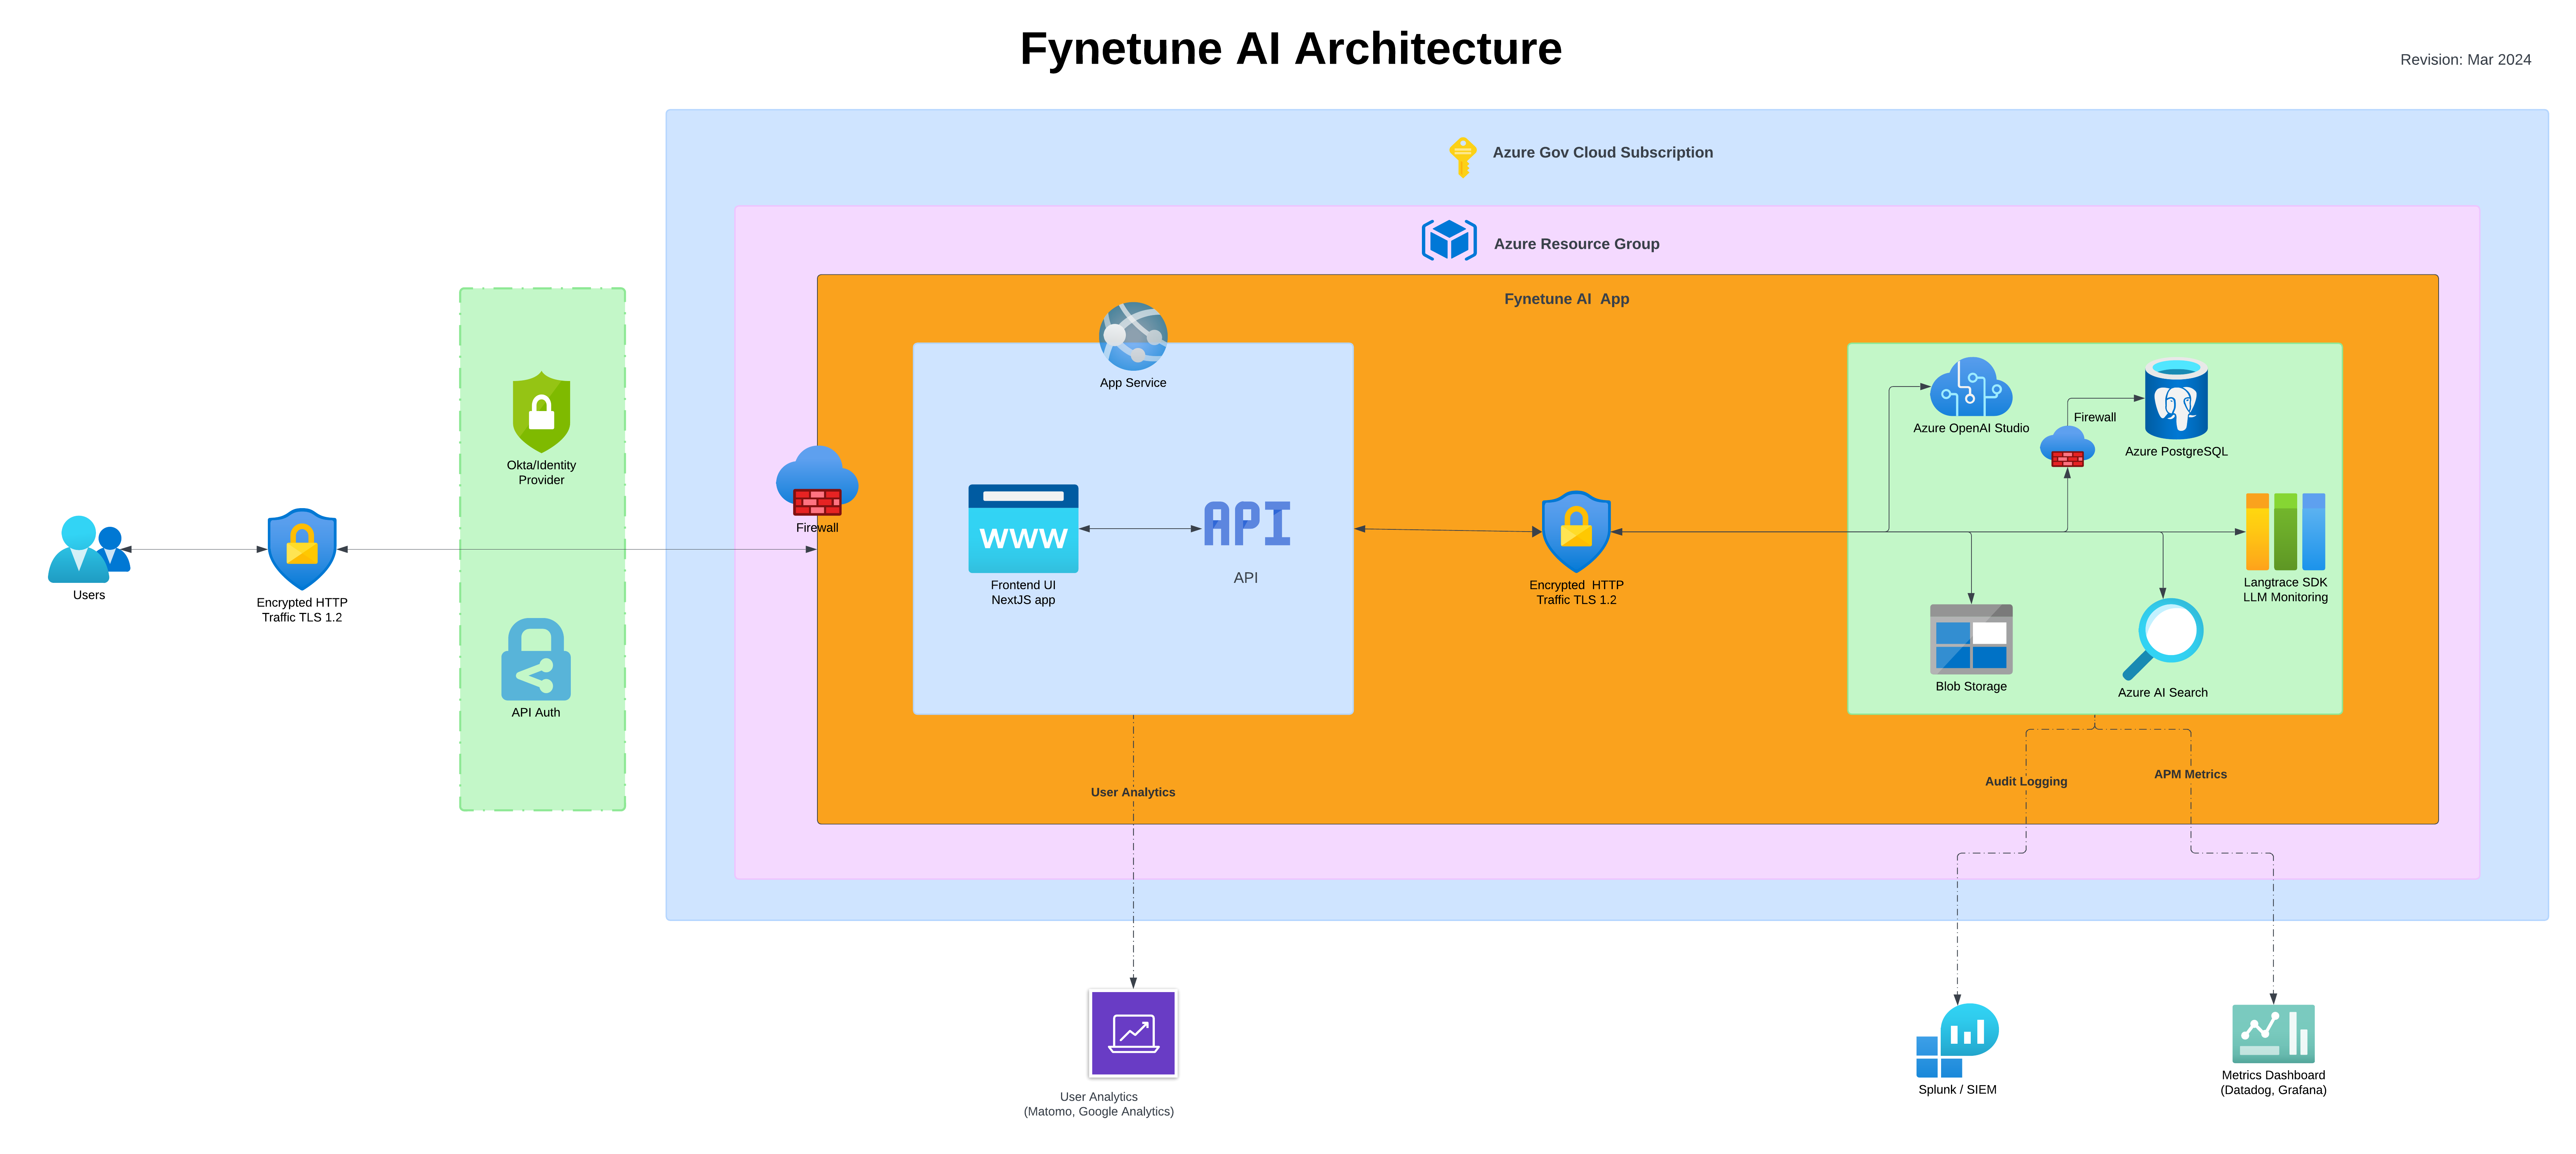 Fynetune AI Architecture
Revision: Mar 2024
Azure Gov Cloud Subscription
Azure Resource Group
Fynetune AI  App
App Service
Azure OpenAI Studio
Firewall
Azure PostgreSQL
Okta/Identity
Provider
Firewall
WWW
API
Frontend UI
NextJS app
API
Users
Encrypted HTTP
Traffic TLS 1.2
Encrypted  HTTP
Traffic TLS 1.2
Langtrace SDK
LLM Monitoring
API Auth
Blob Storage
Azure AI Search
User Analytics
Audit Logging
APM Metrics
User Analytics
(Matomo, Google Analytics)
Splunk / SIEM
Metrics Dashboard
(Datadog, Grafana)